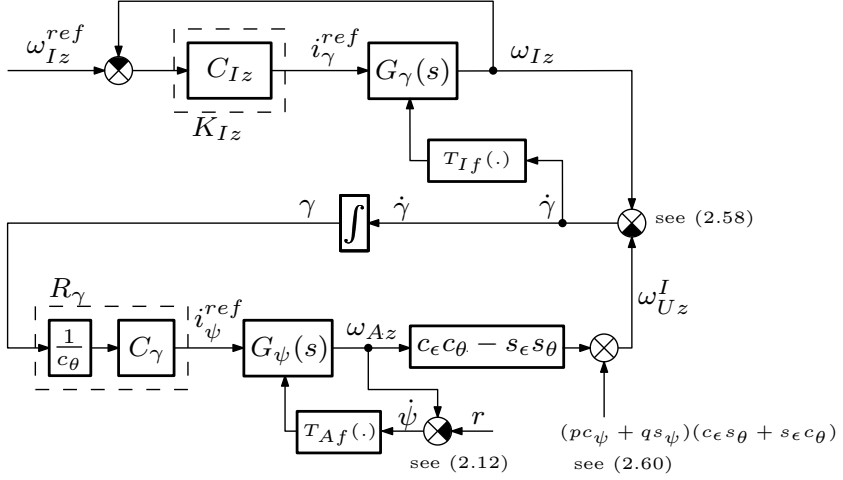 ω_{Iz}^{ref}
C_{Iz}
K_{Iz}
i_γ^{ref}
G_γ(s)
ω_{Iz}
T_{If}(.)
γ
∫
γ̇
γ̇
see (2.58)
R_γ
1/c_θ
C_γ
i_ψ^{ref}
G_ψ(s)
ω_{Az}
c_ϵc_θ − s_ϵs_θ
ω_{Uz}^I
T_{Af}(.)
ψ̇
r
see (2.12)
(pc_ψ + qs_ψ)(c_ϵs_θ + s_ϵc_θ)
see (2.60)